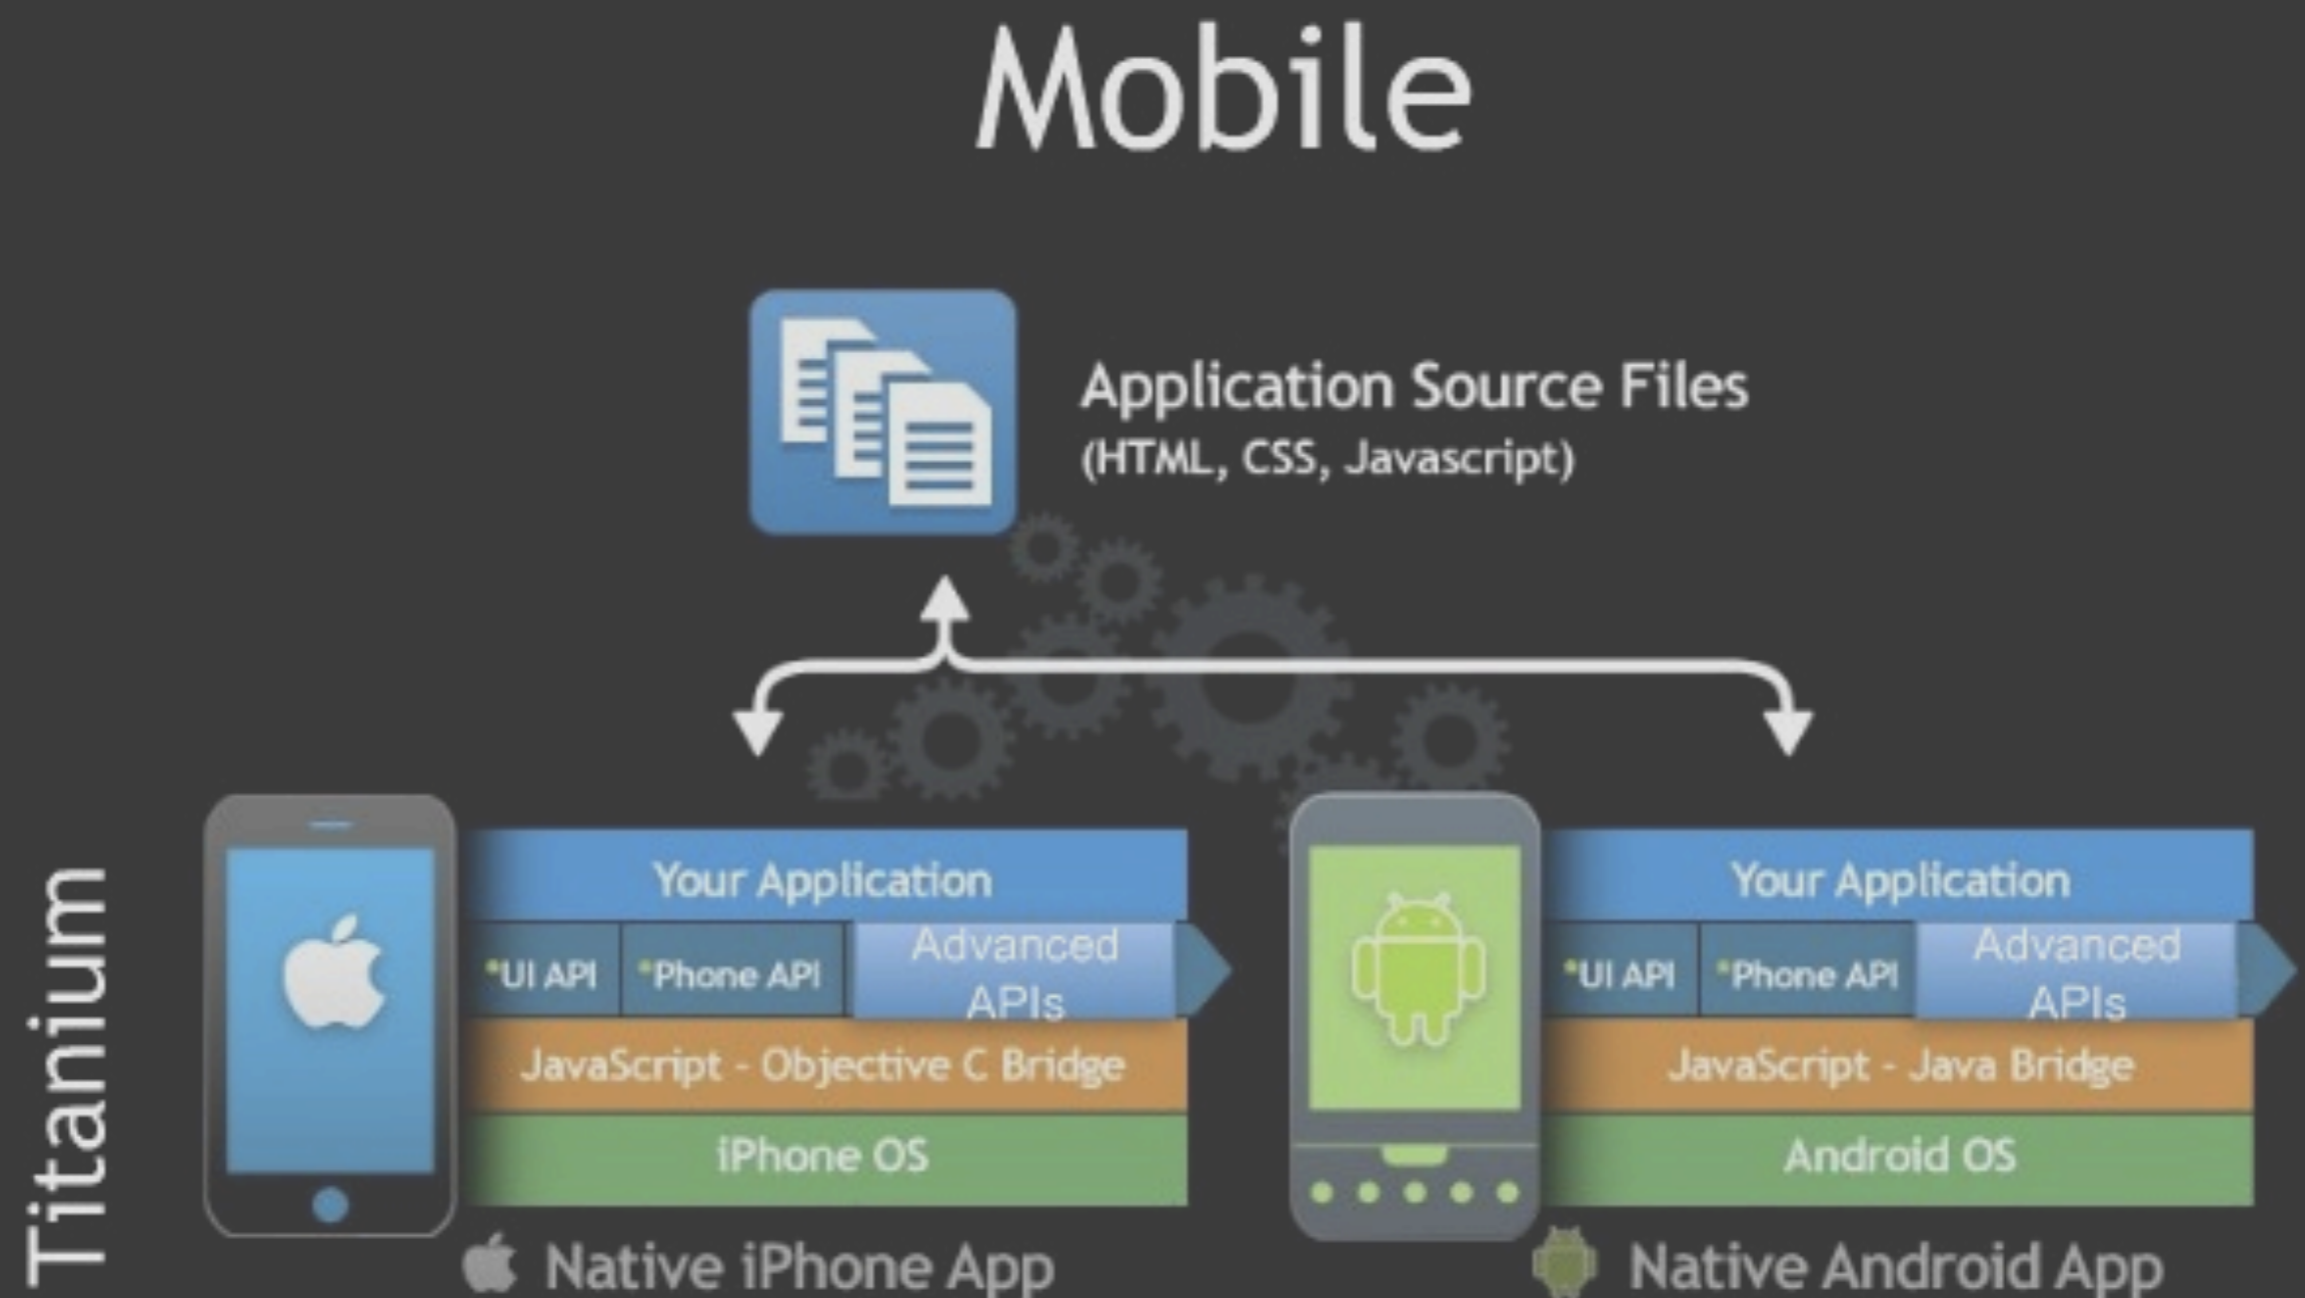 Mobile
Application Source Files
(HTML, CSS, Javascript)
Titanium
Your Application
*UI API
*Phone API
Advanced
APIs
JavaScript - Objective C Bridge
iPhone OS
Native iPhone App
Your Application
*UI API
*Phone API
Advanced
APIs
JavaScript - Java Bridge
Android OS
Native Android App